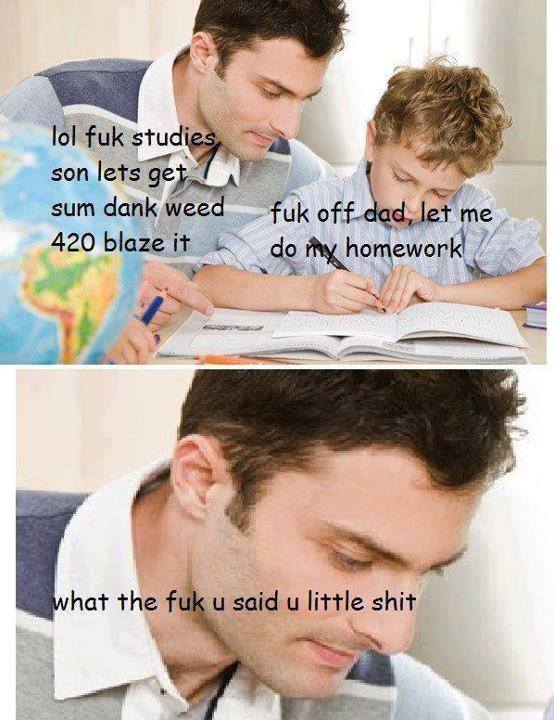 lol fuk studies
son lets get
sum dank weed
420 blaze it
fuk off dad, let me
do my homework
what the fuk u said u little shit